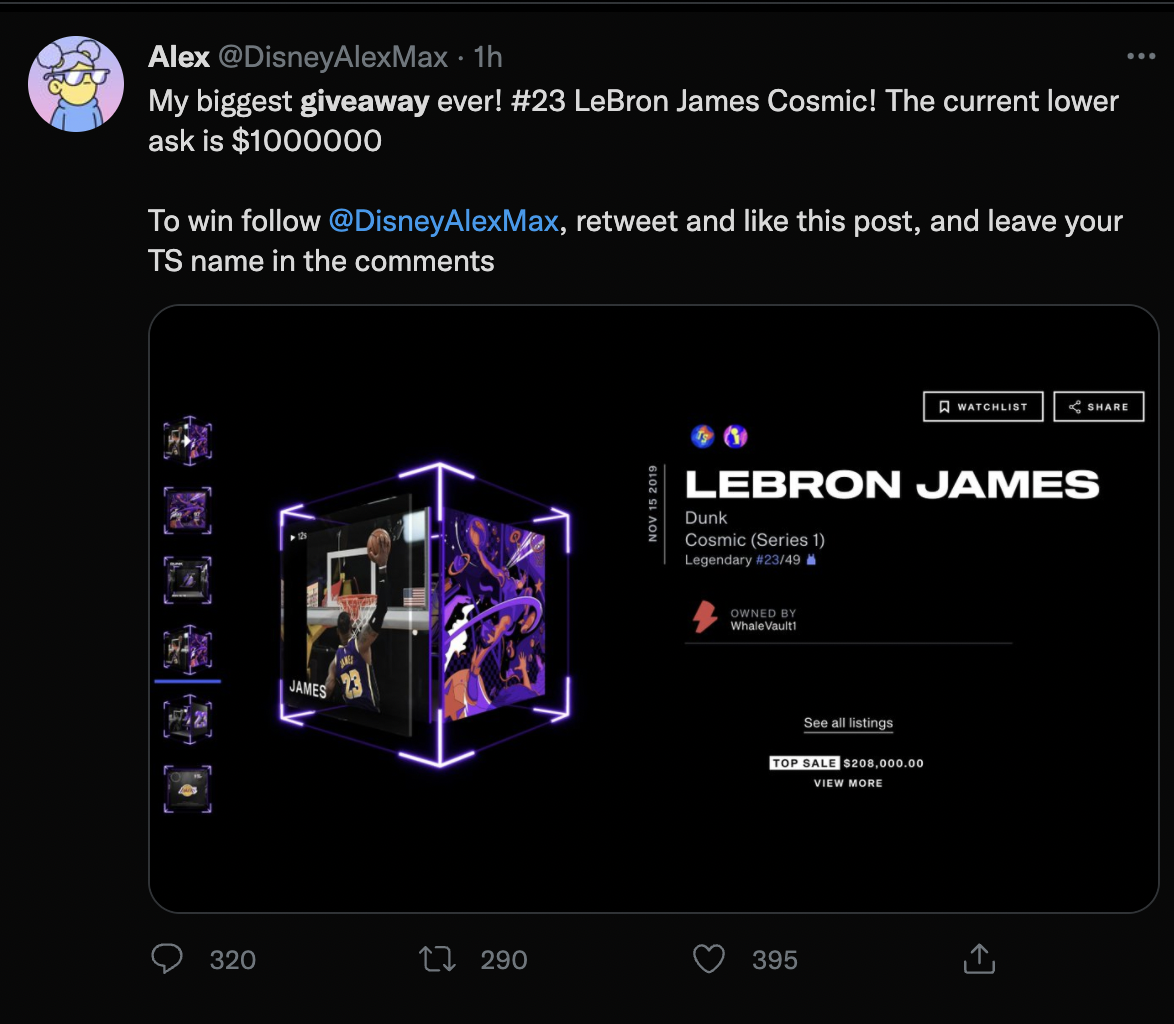 Alex @DisneyAlexMax · 1h
My biggest giveaway ever! #23 LeBron James Cosmic! The current lower
ask is $1000000
To win follow @DisneyAlexMax, retweet and like this post, and leave your
TS name in the comments
WATCHLIST
SHARE
TS
NOV 15 2019
LEBRON JAMES
Dunk
Cosmic (Series 1)
Legendary #23/49
OWNED BY
WhaleVault1
12s
JAMES
23
JAMES
See all listings
TOP SALE $208,000.00
VIEW MORE
320
290
395